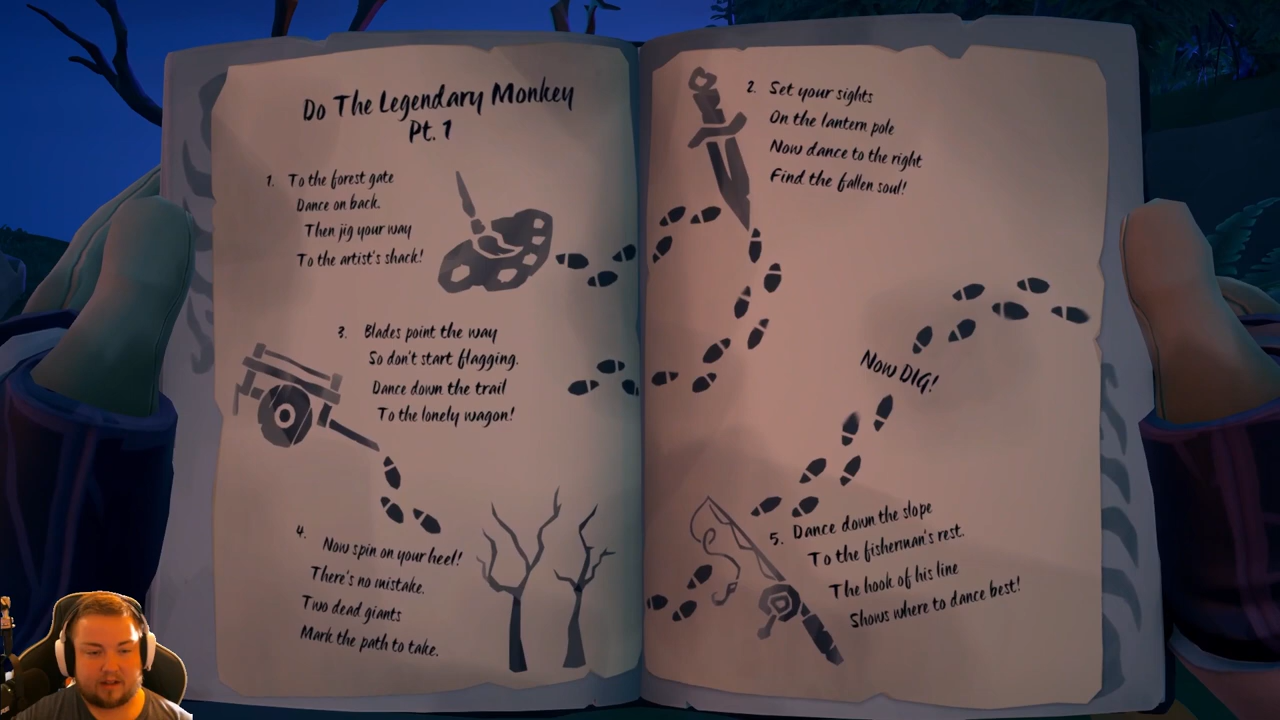 Do The Legendary Monkey
Pt. 1
1. To the forest gate
Dance on back.
Then jig your way
To the artist's shack!
2. Set your sights
On the lantern pole
Now dance to the right
Find the fallen soul!
3. Blades point the way
So don't start flagging.
Dance down the trail
To the lonely wagon!
4. Now spin on your heel!
There's no mistake.
Two dead giants
Mark the path to take.
5. Dance down the slope
To the fisherman's rest.
The hook of his line
Shows where to dance best!
Now DIG!